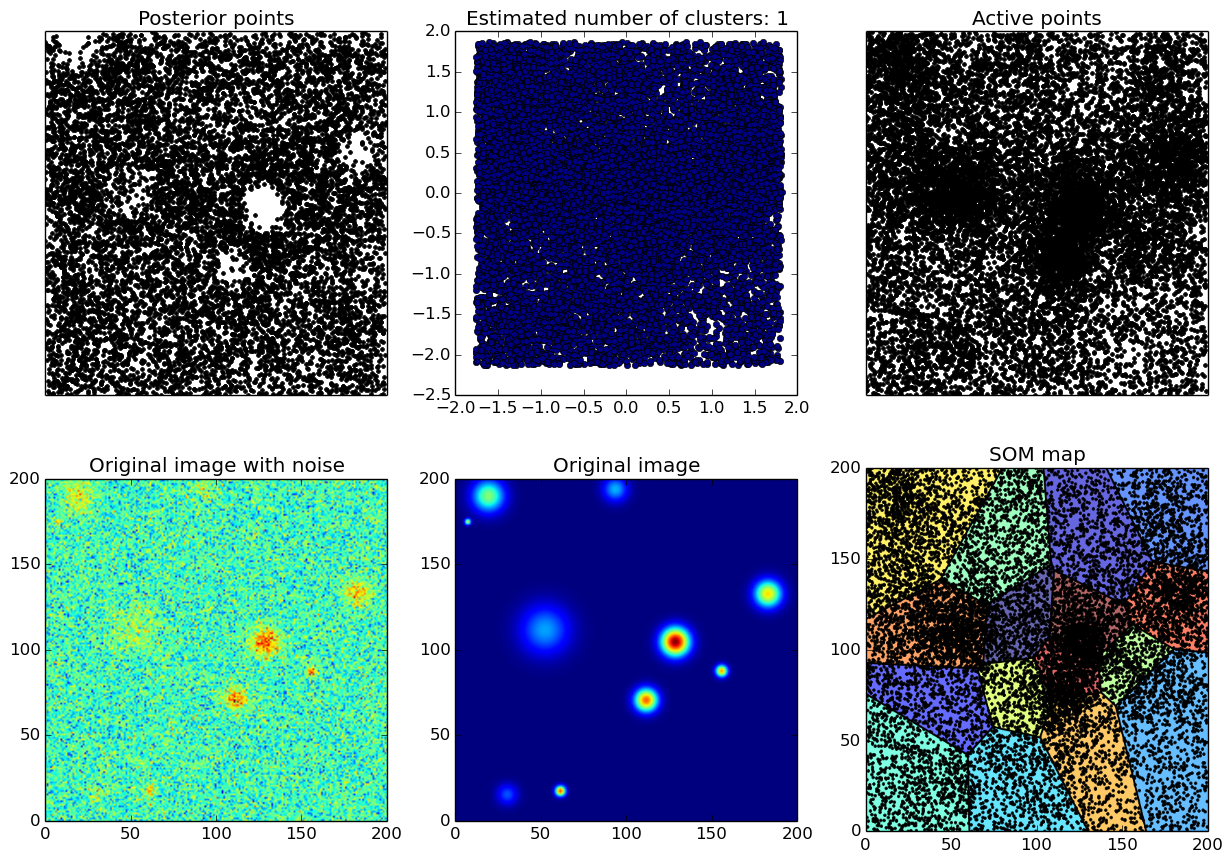 Posterior points
Estimated number of clusters: 1
Active points
2.0
1.5
1.0
0.5
0.0
−0.5
−1.0
−1.5
−2.0
−2.5
−2.0 −1.5 −1.0 −0.5 0.0 0.5 1.0 1.5 2.0
Original image with noise
Original image
SOM map
200
150
100
50
0
0 50 100 150 200
200
150
100
50
0
0 50 100 150 200
200
150
100
50
0
0 50 100 150 200